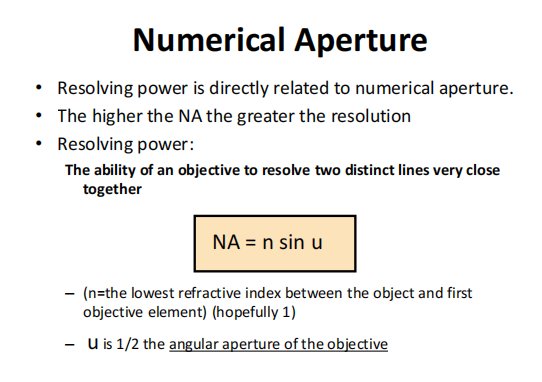 Numerical Aperture
• Resolving power is directly related to numerical aperture.
• The higher the NA the greater the resolution
• Resolving power:
The ability of an objective to resolve two distinct lines very close
together
NA = n sin u
– (n=the lowest refractive index between the object and first
objective element) (hopefully 1)
– u is 1/2 the angular aperture of the objective